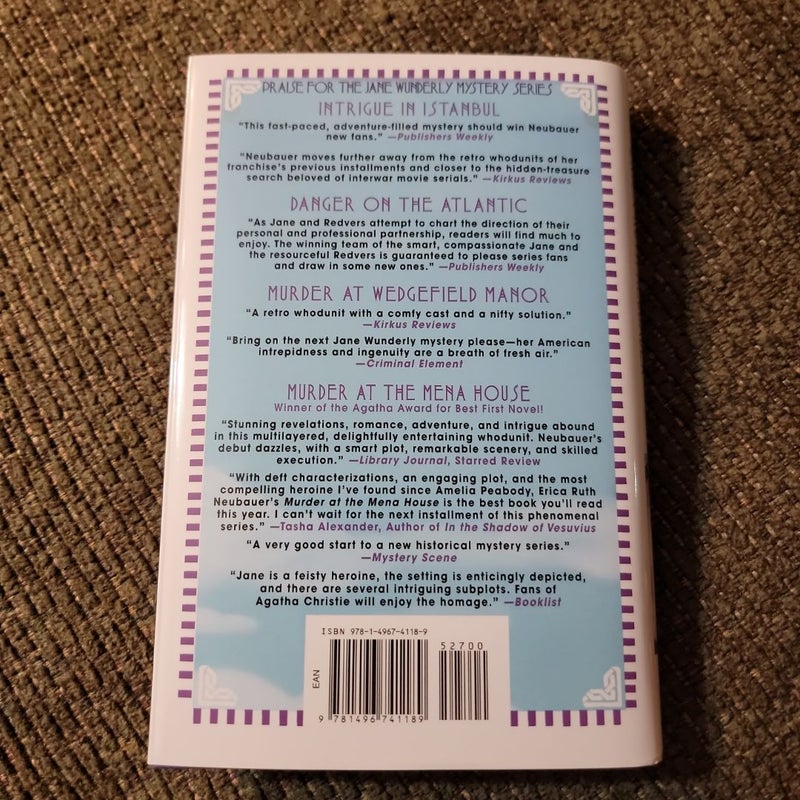 PRAISE FOR THE JANE WUNDERLY MYSTERY SERIES
INTRIGUE IN ISTANBUL
“This fast-paced, adventure-filled mystery should win Neubauer
new fans.” —Publishers Weekly
“Neubauer moves further away from the retro whodunits of her
franchise’s previous installments and closer to the hidden-treasure
search beloved of interwar movie serials.” —Kirkus Reviews
DANGER ON THE ATLANTIC
“As Jane and Redvers attempt to chart the direction of their
personal and professional partnership, readers will find much to
enjoy. The winning team of the smart, compassionate Jane and
the resourceful Redvers is guaranteed to please series fans
and draw in some new ones.” —Publishers Weekly
MURDER AT WEDGEFIELD MANOR
“A retro whodunit with a comfy cast and a nifty solution.”
—Kirkus Reviews
“Bring on the next Jane Wunderly mystery please—her American
intrepidness and ingenuity are a breath of fresh air.”
—Criminal Element
MURDER AT THE MENA HOUSE
Winner of the Agatha Award for Best First Novel!
“Stunning revelations, romance, adventure, and intrigue abound
in this multilayered, delightfully entertaining whodunit. Neubauer’s
debut dazzles, with a smart plot, remarkable scenery, and skilled
execution.” —Library Journal, Starred Review
“With deft characterizations, an engaging plot, and the most
compelling heroine I’ve found since Amelia Peabody, Erica Ruth
Neubauer’s Murder at the Mena House is the best book you’ll read
this year. I can’t wait for the next installment of this phenomenal
series.” —Tasha Alexander, Author of In the Shadow of Vesuvius
“A very good start to a new historical mystery series.”
—Mystery Scene
“Jane is a feisty heroine, the setting is enticingly depicted,
and there are several intriguing subplots. Fans of
Agatha Christie will enjoy the homage.” —Booklist
ISBN 978-1-4967-4118-9
52700
EAN
9 781496 741189